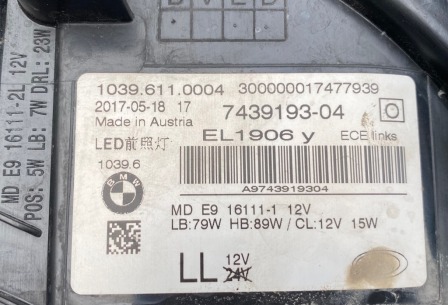 MD E9 16111-2L 12V
POS: 5W LB: 7W DRL: 23W
DVLED
1039.611.0004 300000017477939
2017-05-18 17
7439193-04
Made in Austria
EL1906 y
ECE links
LED前照灯
1039.6
BMW
A9743919304
MD E9 16111-1 12V
LB:79W HB:89W / CL:12V 15W
LL 12V
24V